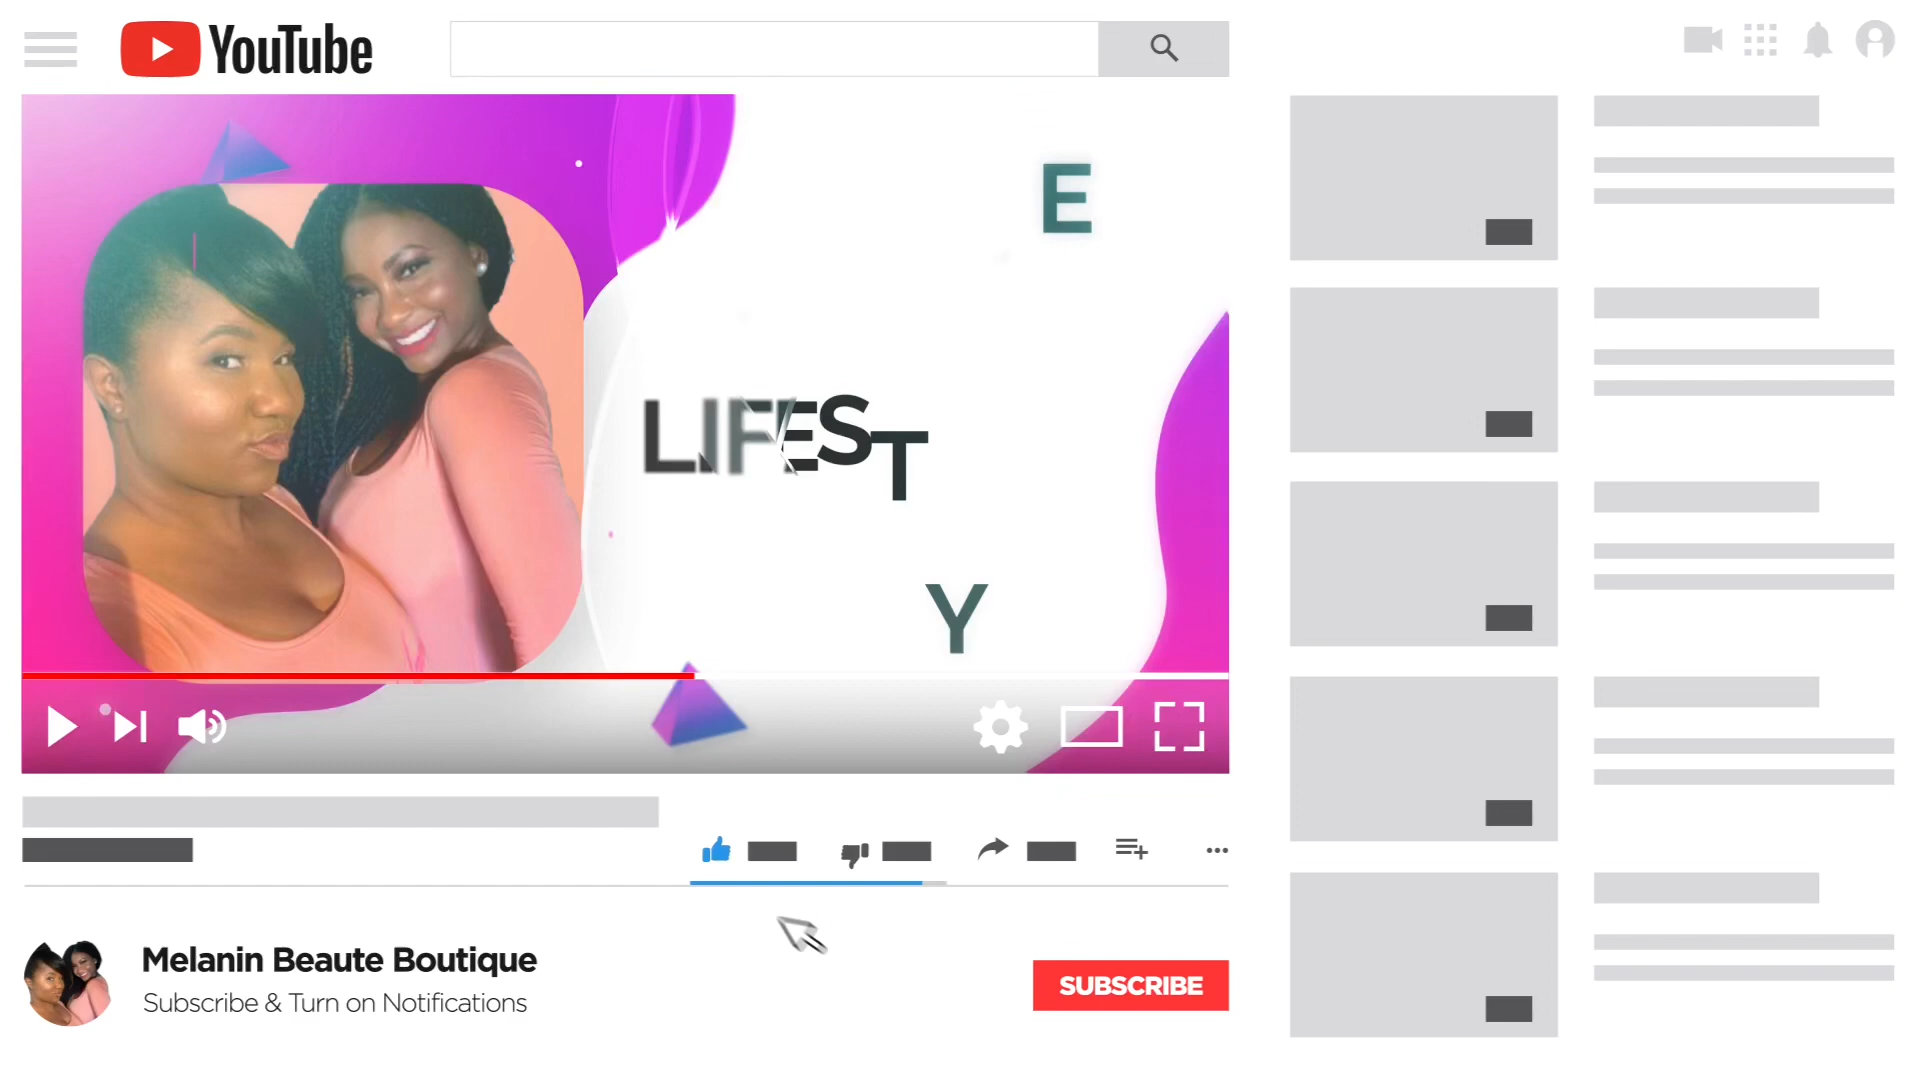 YouTube
E
LIFEST
Y
Melanin Beaute Boutique
Subscribe & Turn on Notifications
SUBSCRIBE